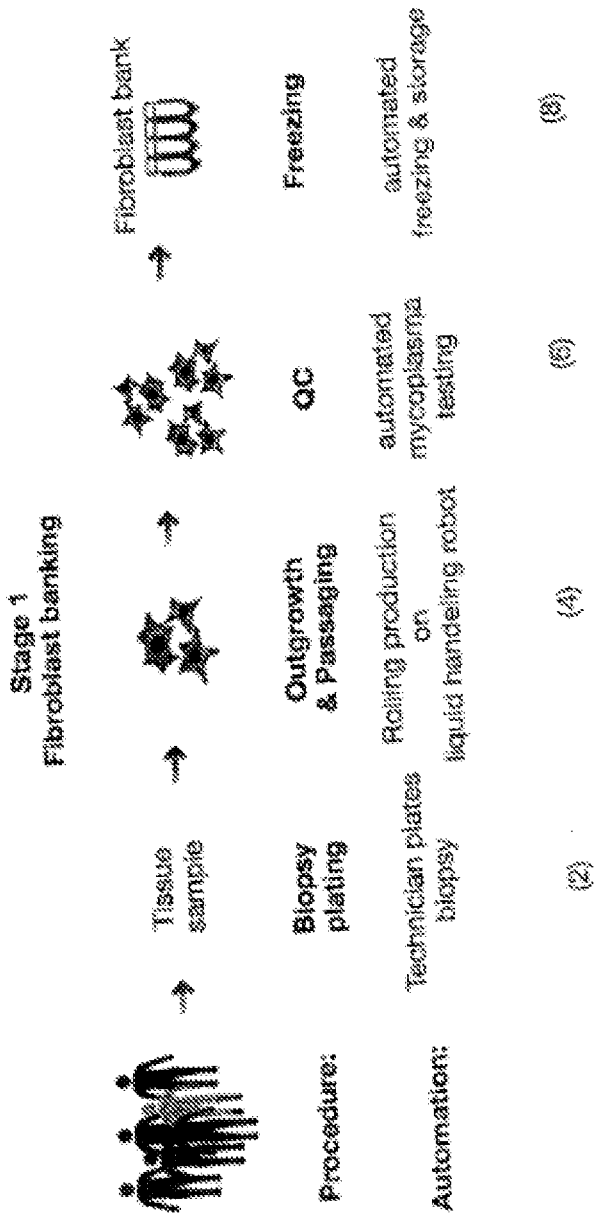 Stage 1
Fibroblast banking
Tissue
sample
Fibroblast bank
Procedure:
Biopsy
plating
Outgrowth
& Passaging
QC
Freezing
Automation:
Technician plates
biopsy
Rolling production
on
liquid handeling robot
automated
mycoplasma
testing
automated
freezing & storage
(2)
(4)
(6)
(8)